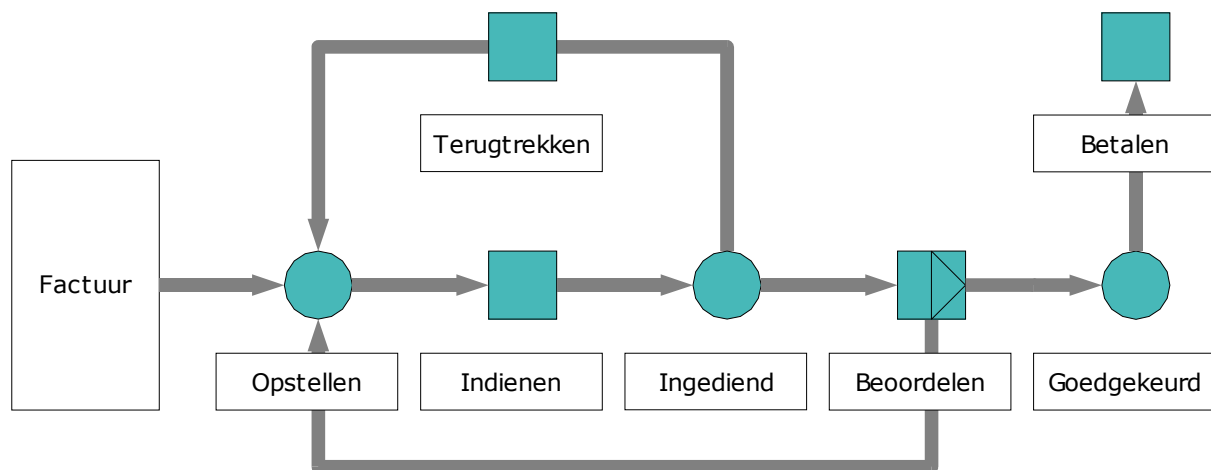 Terugtrekken
Betalen
Factuur
Opstellen
Indienen
Ingediend
Beoordelen
Goedgekeurd